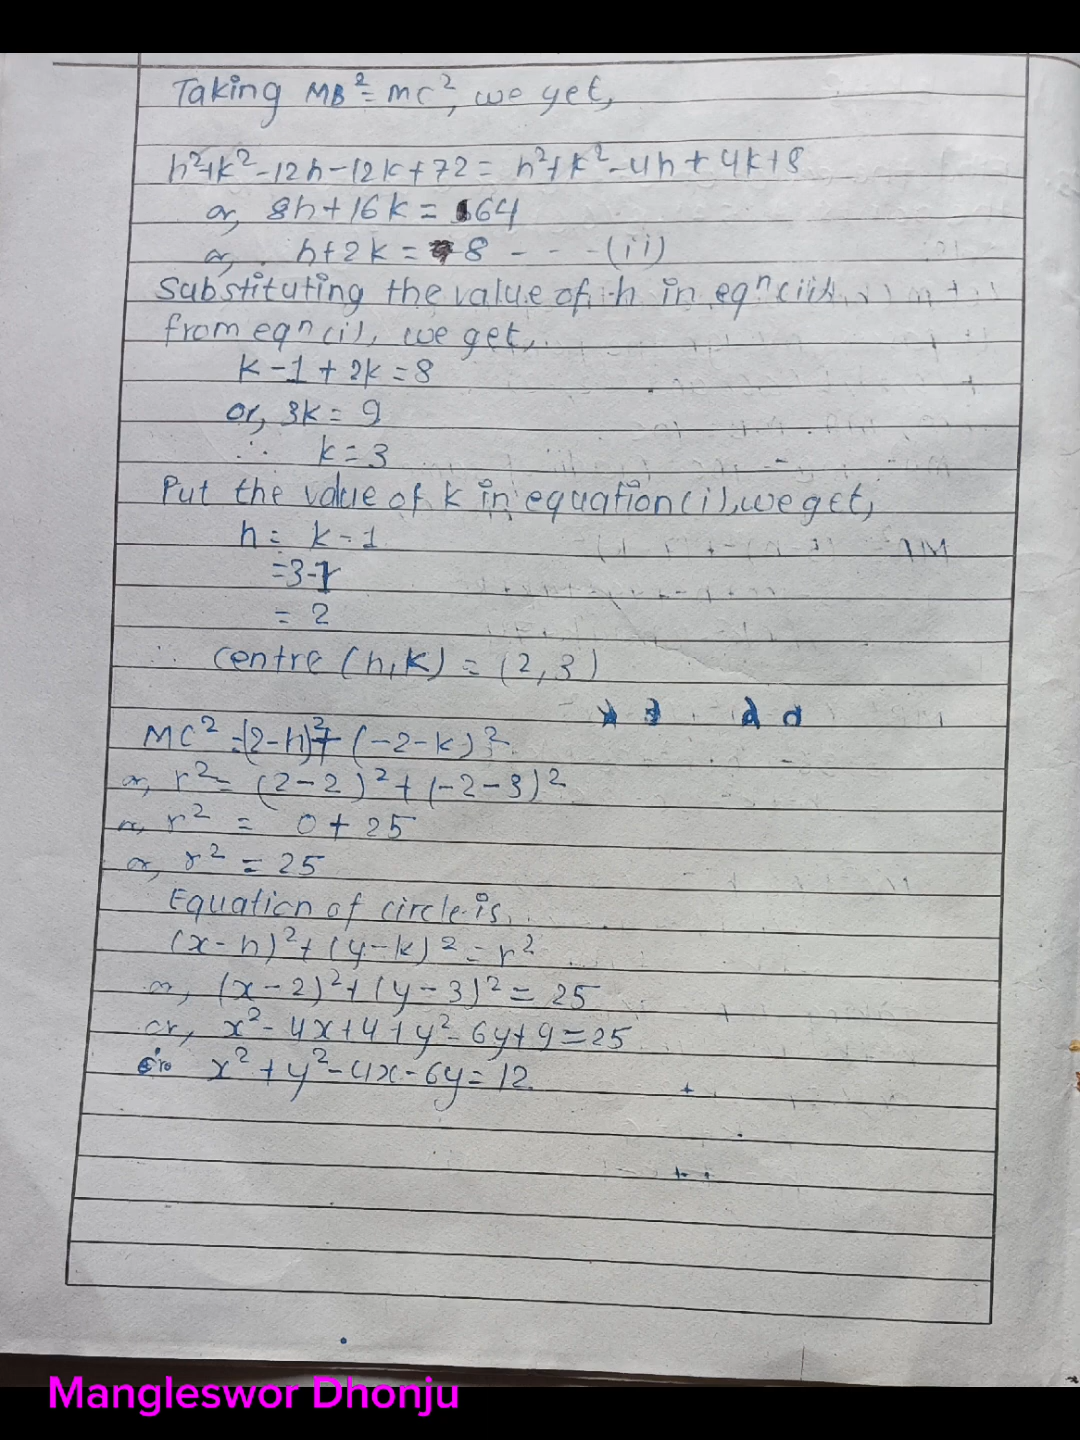 Taking MB² = MC², we get,
h²+k²-12h-12k+72 = h²+k²-4h+4k+8
or, 8h+16k = 64
or, h+2k = 8 - - - (ii)
Substituting the value of h in eqⁿ(ii)
from eqⁿ(i), we get,
k-1+2k=8
or, 3k = 9
∴ k=3
Put the value of k in equation(i), we get,
h = k-1
=3-1
= 2
∴ Centre (h,k) = (2,3)
MC² = (2-h)²+(-2-k)²
or, r² = (2-2)²+(-2-3)²
or, r² = 0+25
or, r² = 25
Equation of circle is,
(x-h)²+(y-k)² = r²
or, (x-2)²+(y-3)² = 25
or, x²-4x+4+y²-6y+9=25
∴ x²+y²-4x-6y=12
Mangleswor Dhonju